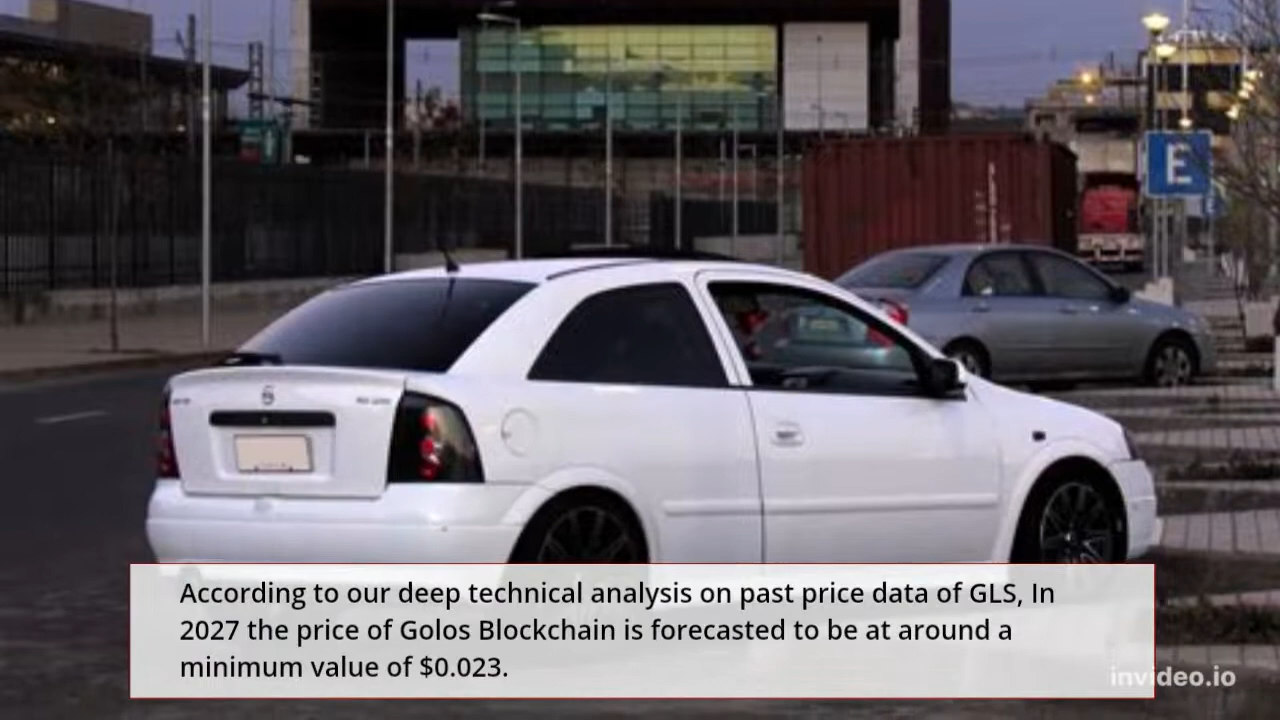 E
According to our deep technical analysis on past price data of GLS, In
2027 the price of Golos Blockchain is forecasted to be at around a
minimum value of $0.023.
invideo.io